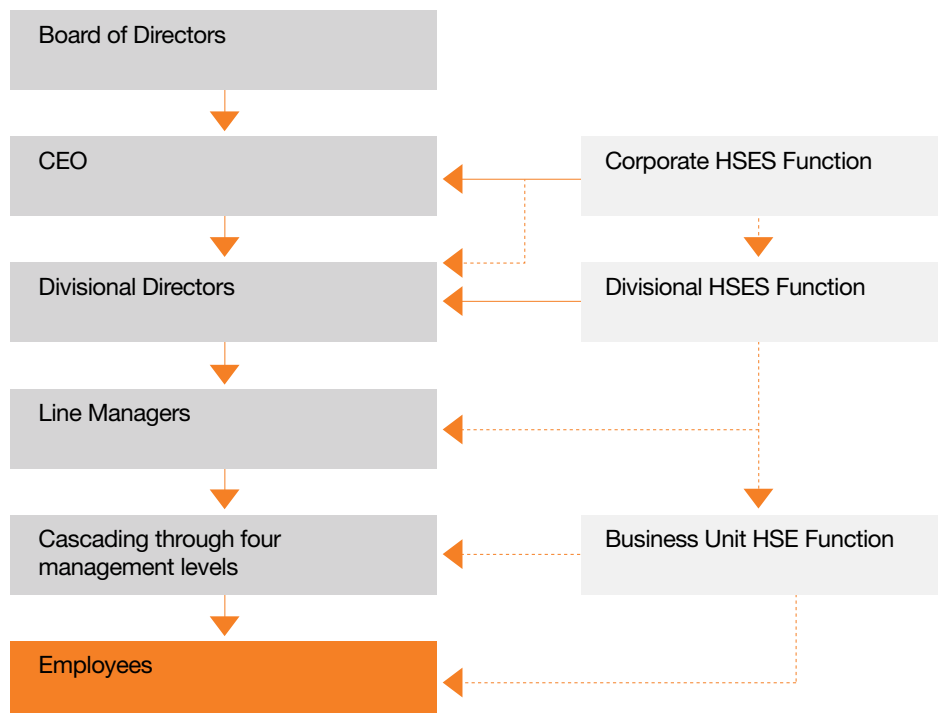 Board of Directors
CEO
Corporate HSES Function
Divisional Directors
Divisional HSES Function
Line Managers
Cascading through four
management levels
Business Unit HSE Function
Employees